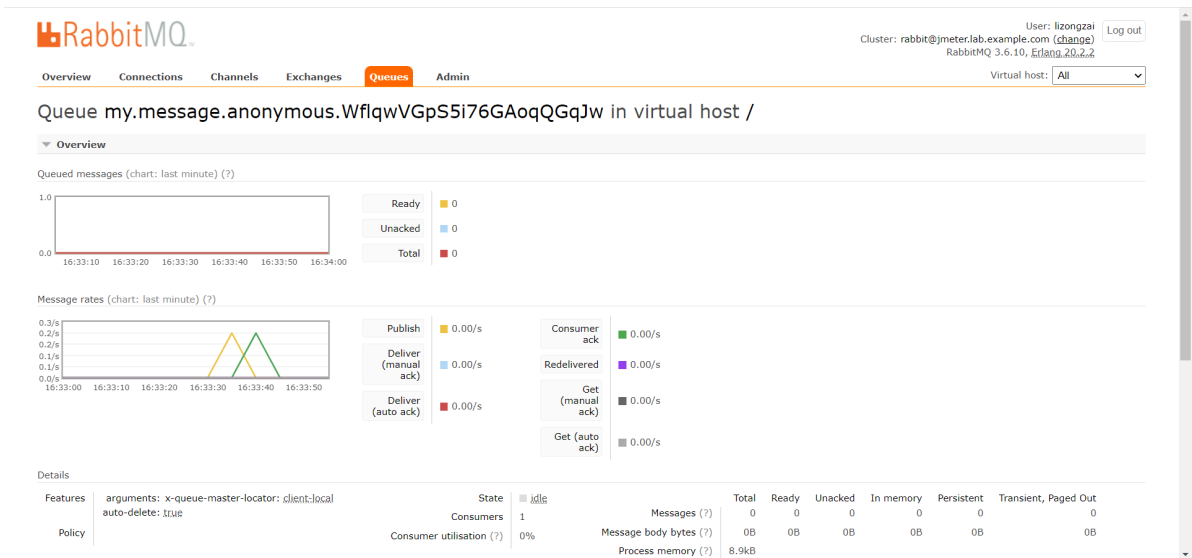 RabbitMQ
User: lizongzai
Log out
Cluster: rabbit@jmeter.lab.example.com (change)
RabbitMQ 3.6.10, Erlang 20.2.2
Overview Connections Channels Exchanges Queues Admin
Virtual host: All
Queue my.message.anonymous.WflqwVGpS5i76GAoqQGqJw in virtual host /
Overview
Queued messages (chart: last minute) (?)
1.0
0.0
16:33:10 16:33:20 16:33:30 16:33:40 16:33:50 16:34:00
Ready 0
Unacked 0
Total 0
Message rates (chart: last minute) (?)
0.3/s
0.2/s
0.2/s
0.1/s
0.1/s
0.0/s
16:33:00 16:33:10 16:33:20 16:33:30 16:33:40 16:33:50
Publish 0.00/s
Deliver
(manual
ack)
0.00/s
Deliver
(auto ack)
0.00/s
Consumer
ack
0.00/s
Redelivered 0.00/s
Get
(manual
ack)
0.00/s
Get (auto
ack)
0.00/s
Details
Features arguments: x-queue-master-locator: client-local
auto-delete: true
Policy
State idle
Consumers 1
Consumer utilisation (?) 0%
Total Ready Unacked In memory Persistent Transient, Paged Out
Messages (?) 0 0 0 0 0 0
Message body bytes (?) 0B 0B 0B 0B 0B 0B
Process memory (?) 8.9kB